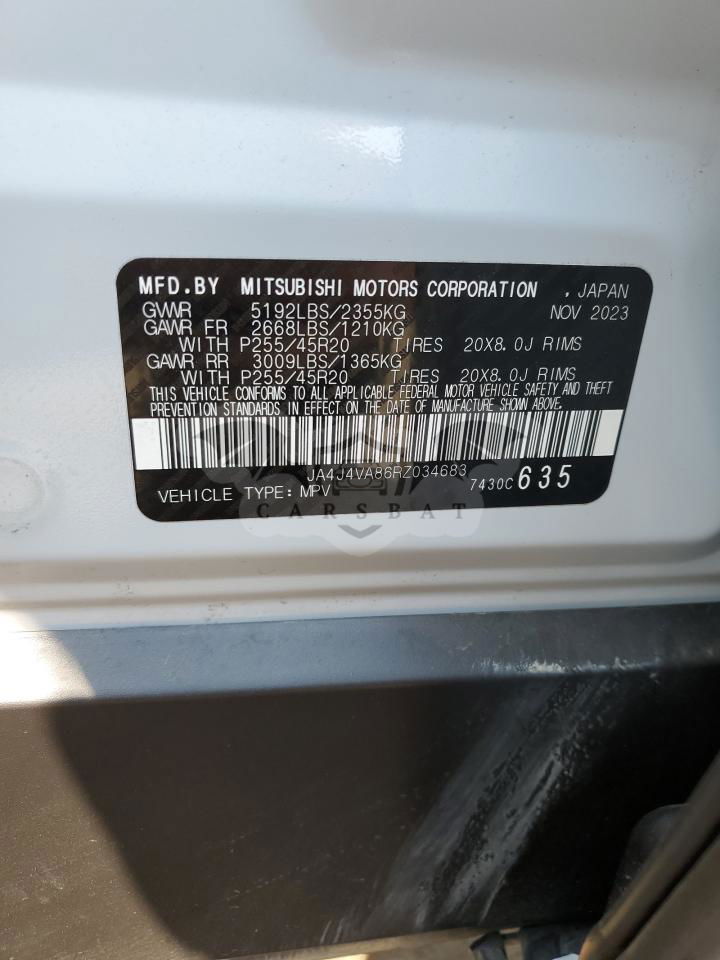 MFD.BY MITSUBISHI MOTORS CORPORATION , JAPAN
GVWR 5192LBS/2355KG NOV 2023
GAWR FR 2668LBS/1210KG
WITH P255/45R20 TIRES 20X8.0J RIMS
GAWR RR 3009LBS/1365KG
WITH P255/45R20 TIRES 20X8.0J RIMS
THIS VEHICLE CONFORMS TO ALL APPLICABLE FEDERAL MOTOR VEHICLE SAFETY AND THEFT
PREVENTION STANDARDS IN EFFECT ON THE DATE OF MANUFACTURE SHOWN ABOVE.
JA4J4VA86RZ034683
VEHICLE TYPE: MPV 7430C 635
CARSBAT